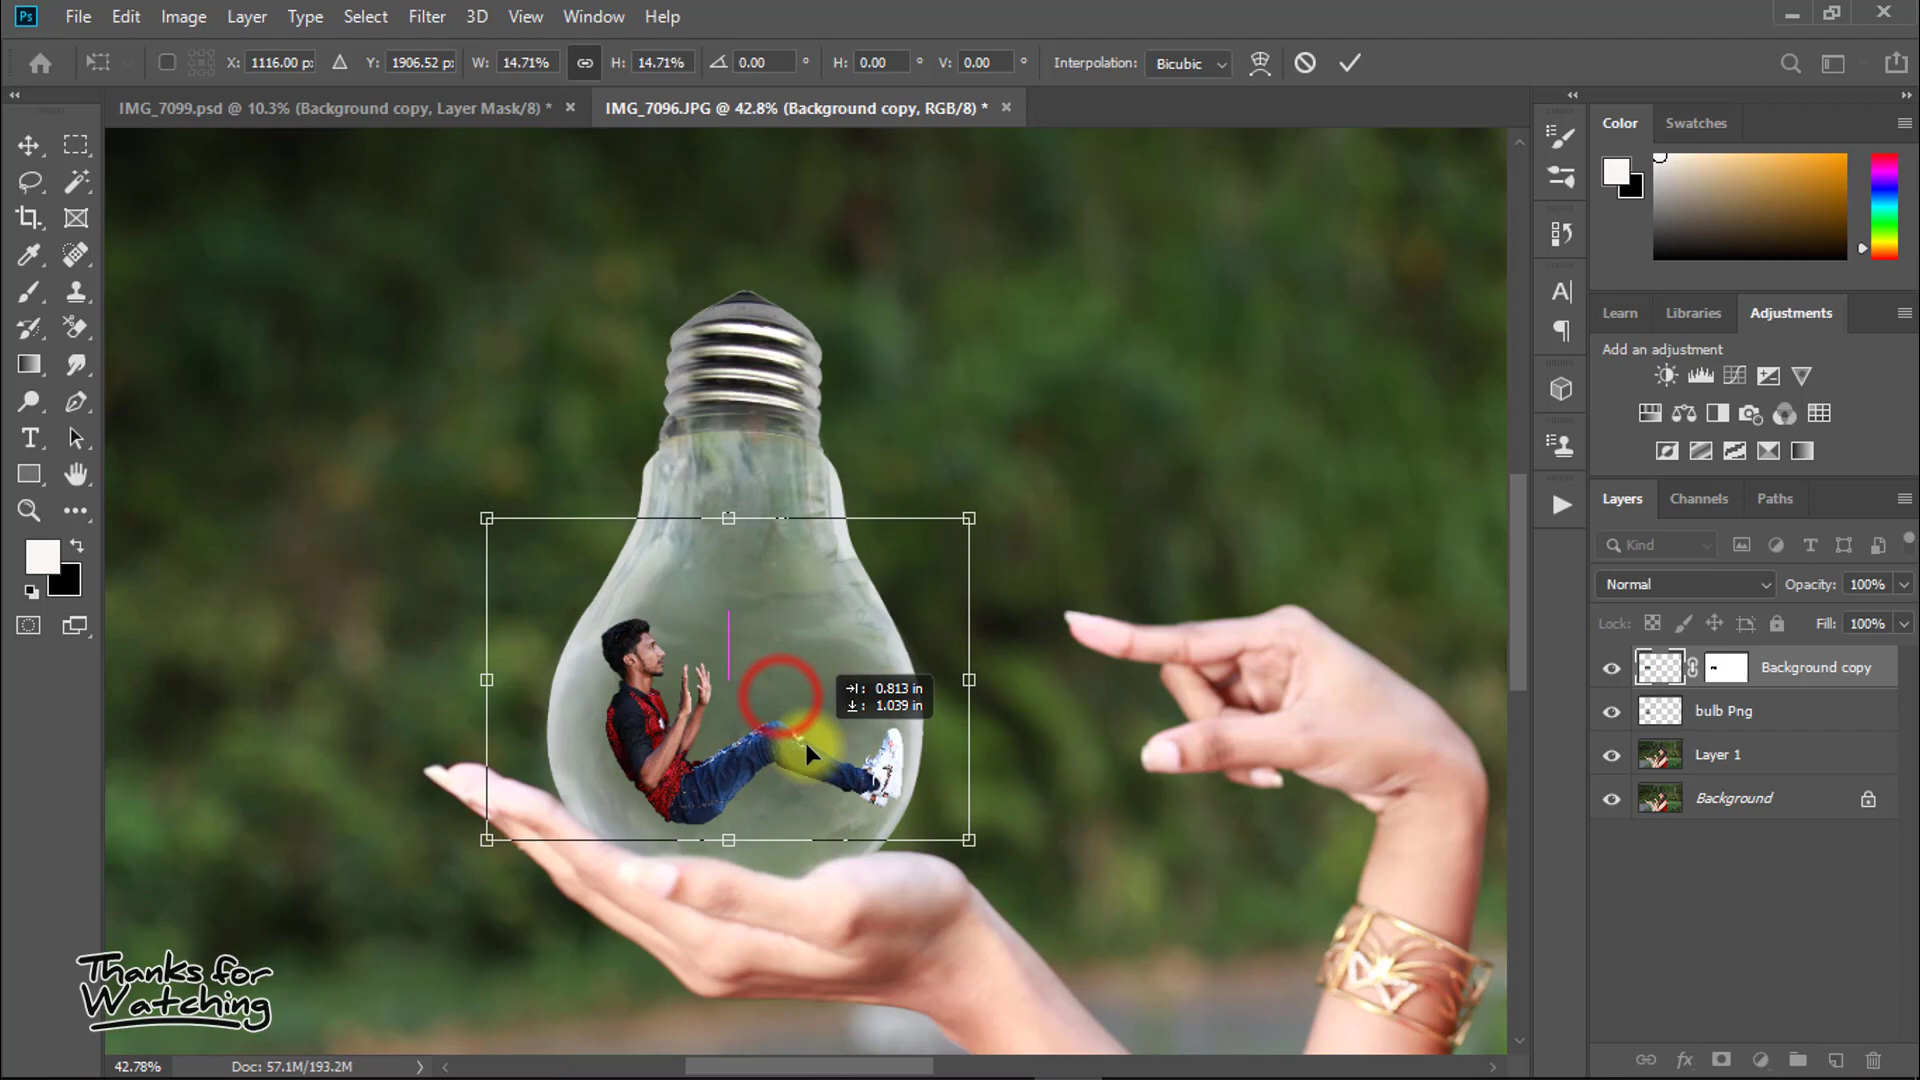 Ps File Edit Image Layer Type Select Filter 3D View Window Help
X: 1116.00 px Y: 1906.52 px W: 14.71% H: 14.71% 0.00 ° H: 0.00 ° V: 0.00 ° Interpolation: Bicubic
IMG_7099.psd @ 10.3% (Background copy, Layer Mask/8) * IMG_7096.JPG @ 42.8% (Background copy, RGB/8) *
Color Swatches
Learn Libraries Adjustments
Add an adjustment
Layers Channels Paths
Kind
Normal Opacity: 100%
Lock: Fill: 100%
Background copy
bulb Png
Layer 1
Background
: 0.813 in
: 1.039 in
Thanks for
Watching
42.78% Doc: 57.1M/193.2M